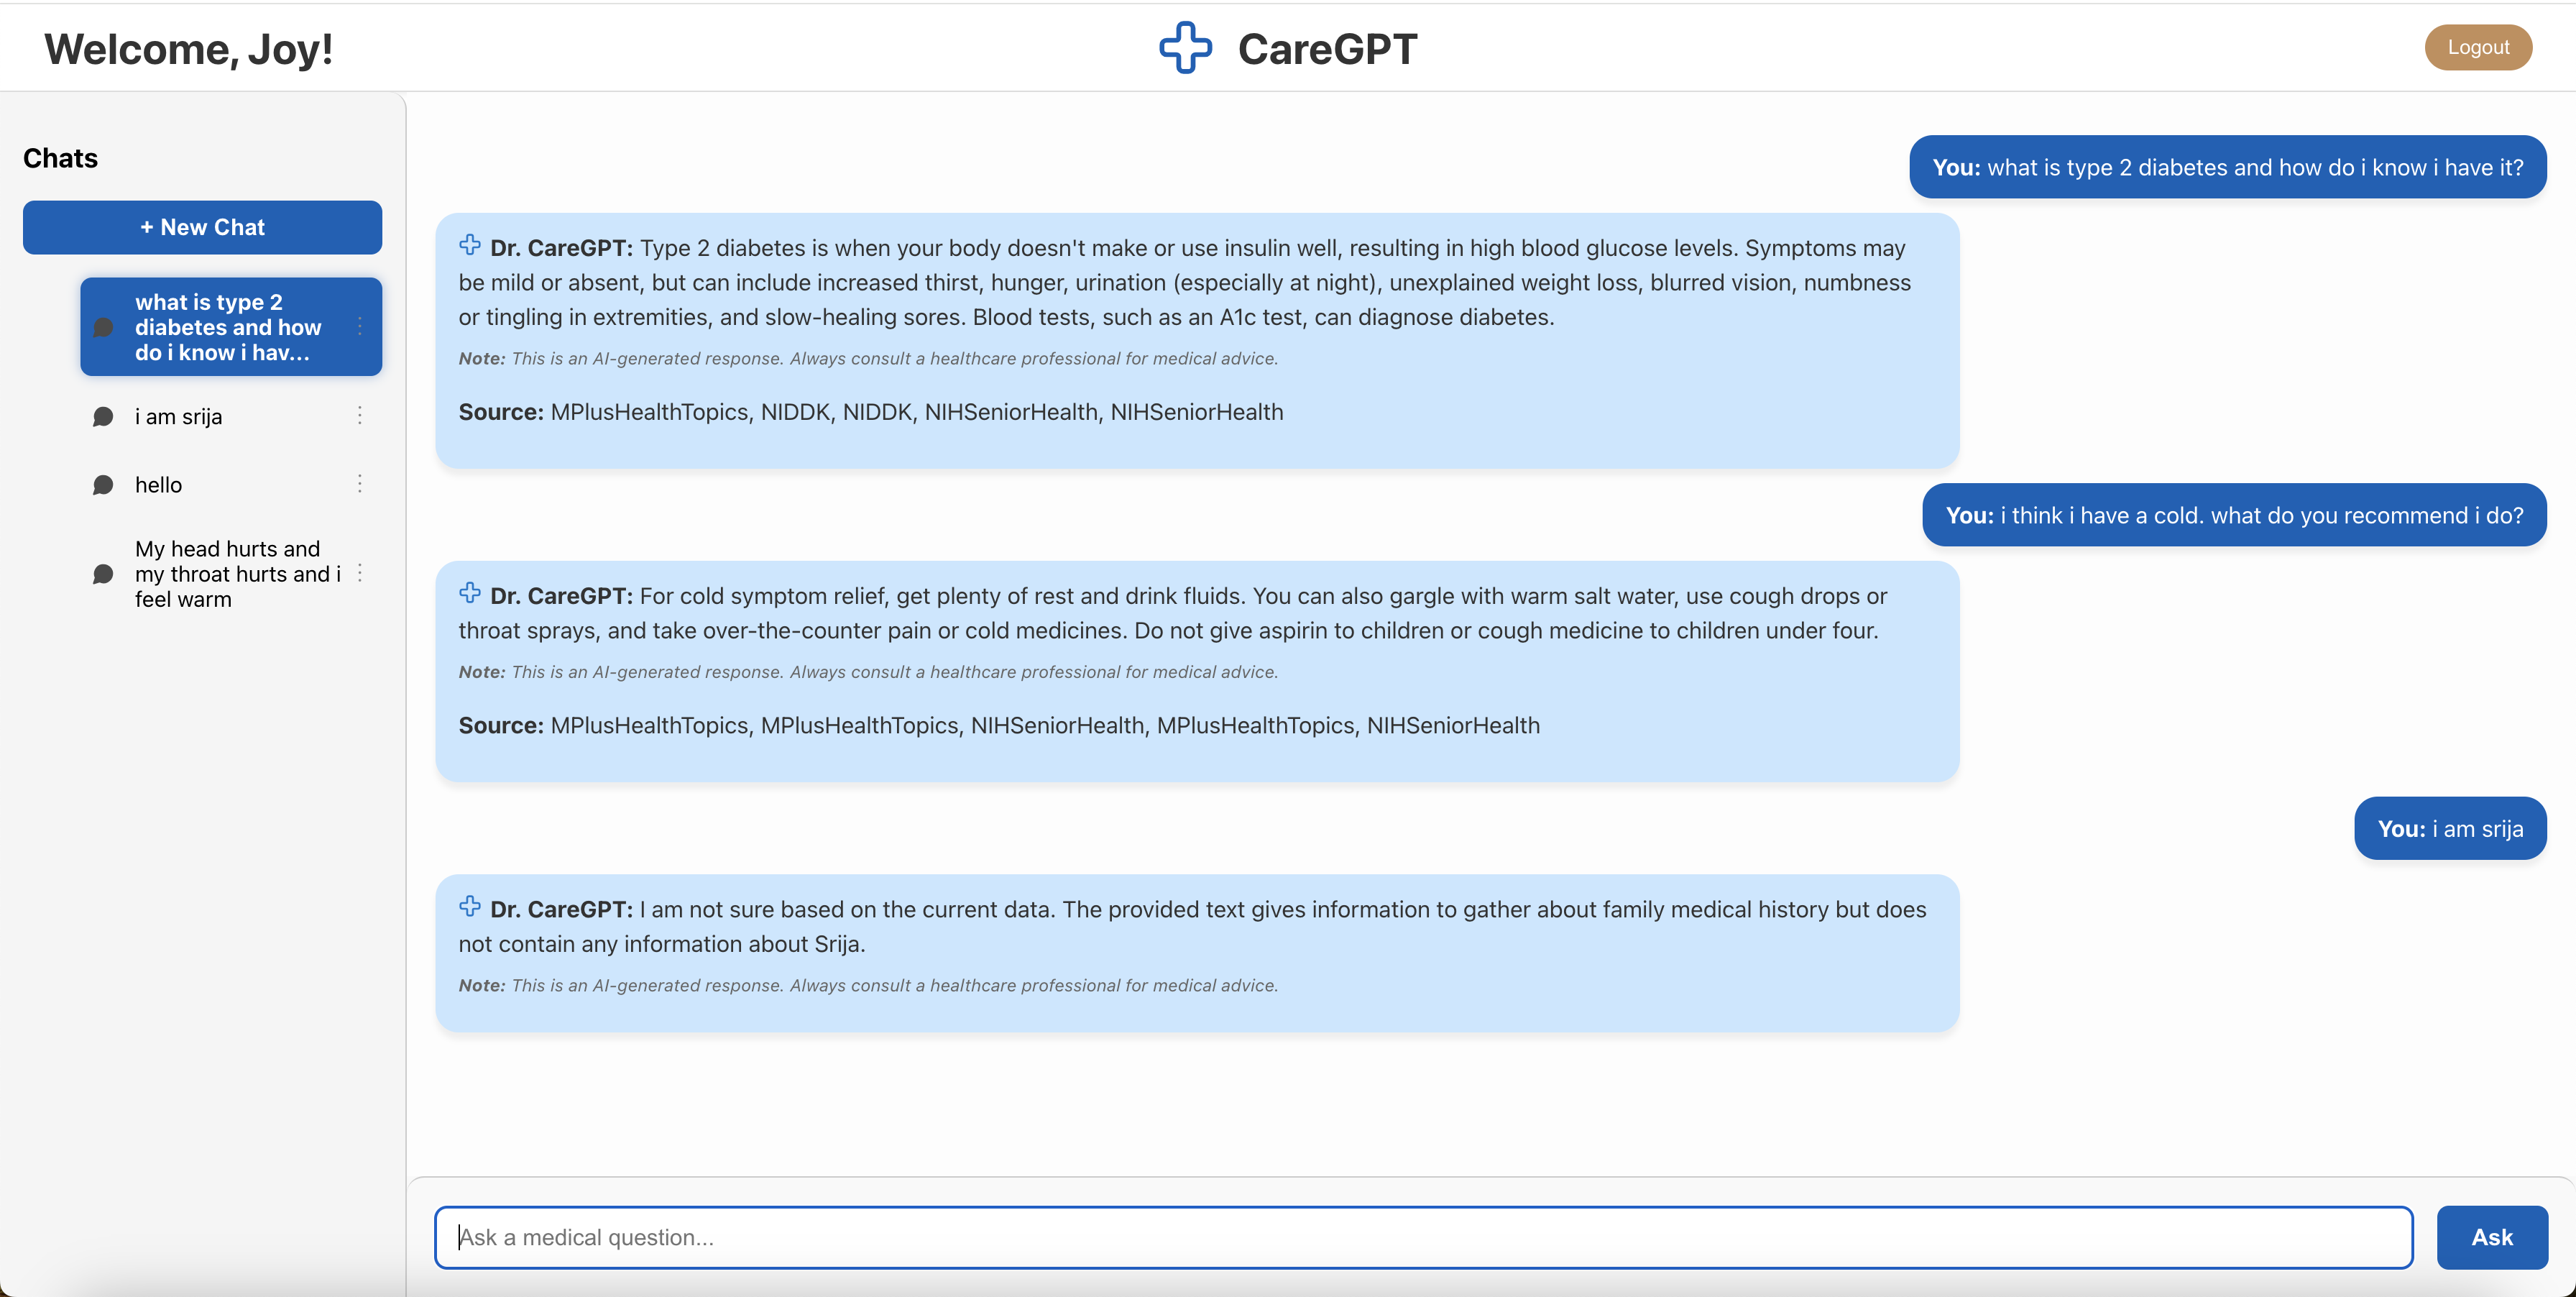 Welcome, Joy!
CareGPT
Logout
Chats
+ New Chat
what is type 2
diabetes and how
do i know i hav...
i am srija
hello
My head hurts and
my throat hurts and i
feel warm
You: what is type 2 diabetes and how do i know i have it?
Dr. CareGPT: Type 2 diabetes is when your body doesn't make or use insulin well, resulting in high blood glucose levels. Symptoms may
be mild or absent, but can include increased thirst, hunger, urination (especially at night), unexplained weight loss, blurred vision, numbness
or tingling in extremities, and slow-healing sores. Blood tests, such as an A1c test, can diagnose diabetes.
Note: This is an AI-generated response. Always consult a healthcare professional for medical advice.
Source: MPlusHealthTopics, NIDDK, NIDDK, NIHSeniorHealth, NIHSeniorHealth
You: i think i have a cold. what do you recommend i do?
Dr. CareGPT: For cold symptom relief, get plenty of rest and drink fluids. You can also gargle with warm salt water, use cough drops or
throat sprays, and take over-the-counter pain or cold medicines. Do not give aspirin to children or cough medicine to children under four.
Note: This is an AI-generated response. Always consult a healthcare professional for medical advice.
Source: MPlusHealthTopics, MPlusHealthTopics, NIHSeniorHealth, MPlusHealthTopics, NIHSeniorHealth
You: i am srija
Dr. CareGPT: I am not sure based on the current data. The provided text gives information to gather about family medical history but does
not contain any information about Srija.
Note: This is an AI-generated response. Always consult a healthcare professional for medical advice.
Ask a medical question...
Ask